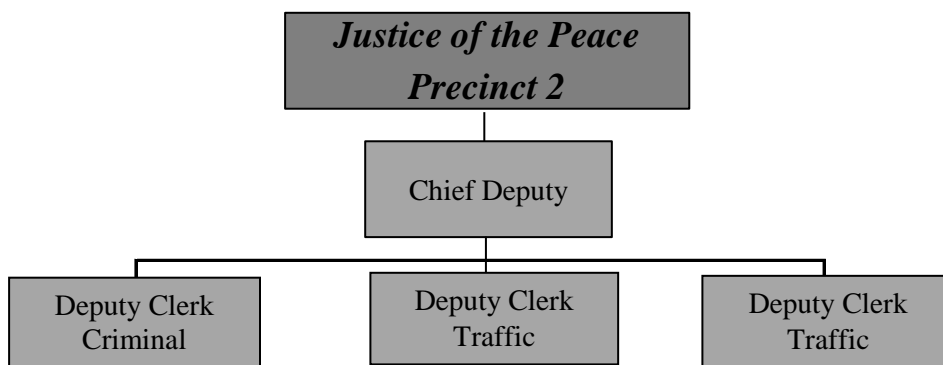 Justice of the Peace
Precinct 2
Chief Deputy
Deputy Clerk
Criminal
Deputy Clerk
Traffic
Deputy Clerk
Traffic